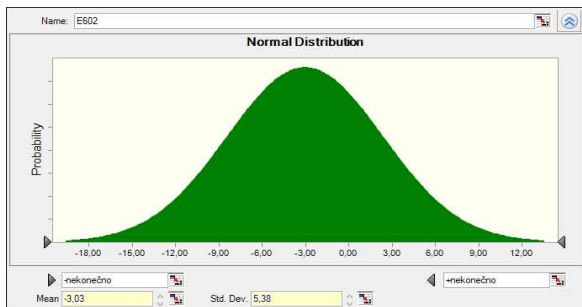 Name: E602
Normal Distribution
Probability
-18,00 -15,00 -12,00 -9,00 -6,00 -3,00 0,00 3,00 6,00 9,00 12,00
-nekonečno +nekonečno
Mean -3,03 Std. Dev. 5,38